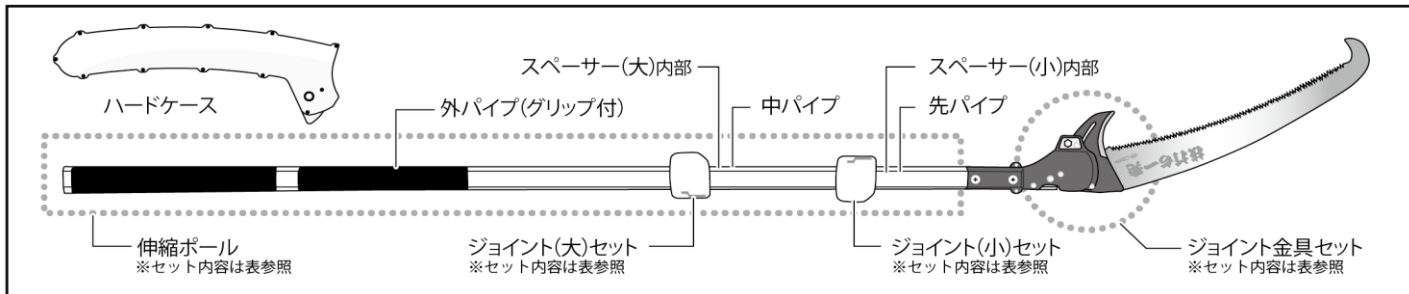 スペーサー(大)内部
スペーサー(小)内部
ハードケース
外パイプ(グリップ付)
中パイプ
先パイプ
枝打一番
伸縮ポール
※セット内容は表参照
ジョイント(大)セット
※セット内容は表参照
ジョイント(小)セット
※セット内容は表参照
ジョイント金具セット
※セット内容は表参照